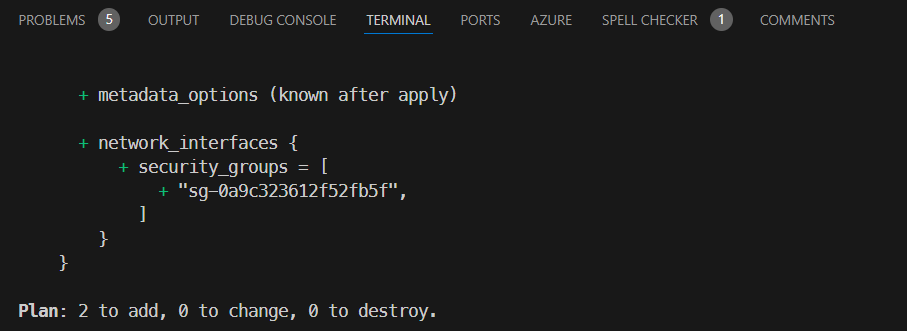 PROBLEMS 5 OUTPUT DEBUG CONSOLE TERMINAL PORTS AZURE SPELL CHECKER 1 COMMENTS
+ metadata_options (known after apply)
+ network_interfaces {
+ security_groups = [
+ "sg-0a9c323612f52fb5f",
]
}
}
Plan: 2 to add, 0 to change, 0 to destroy.